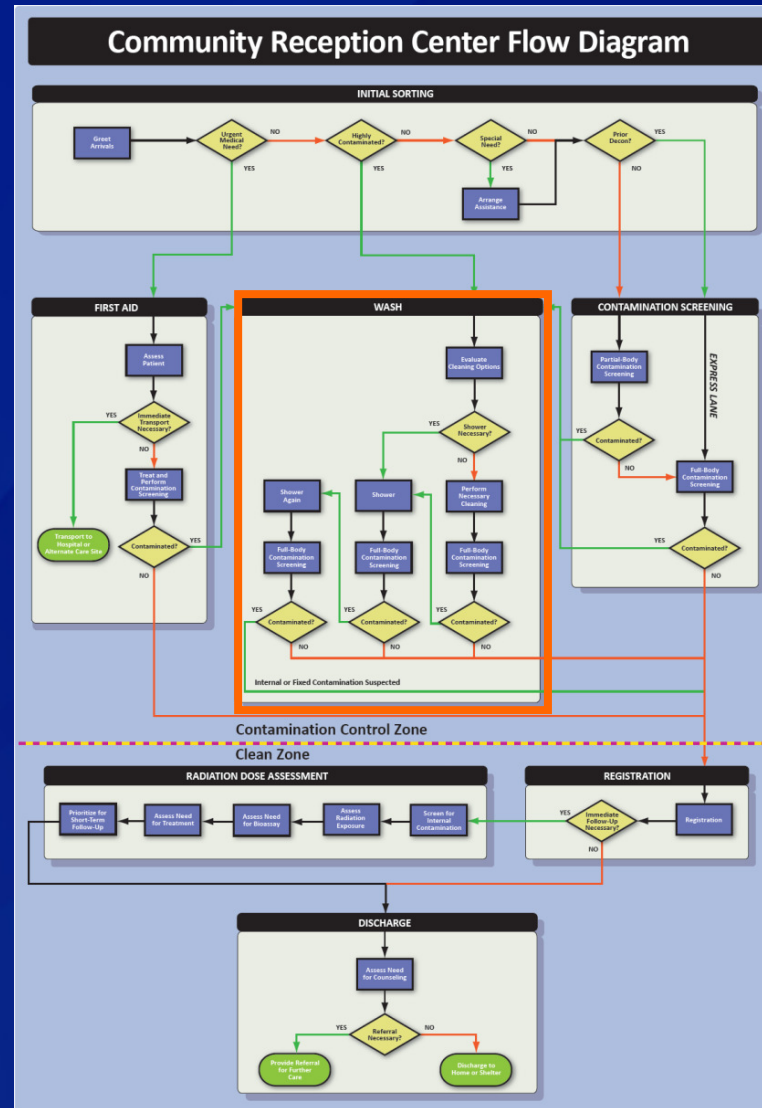 Community Reception Center Flow Diagram
INITIAL SORTING
Greet
Arrivals
Urgent
Medical
Need?
NO
YES
Highly
Contaminated?
NO
YES
Special
Need?
NO
YES
Arrange
Assistance
Prior
Decon?
YES
NO
FIRST AID
Assess
Patient
YES
Immediate
Transport
Necessary?
NO
Treat and
Perform
Contamination
Screening
Transport to
Hospital or
Alternate Care Site
Contaminated?
YES
NO
WASH
Evaluate
Cleaning Options
YES
Shower
Necessary?
NO
Shower
Again
Shower
Perform
Necessary
Cleaning
Full-Body
Contamination
Screening
Full-Body
Contamination
Screening
Full-Body
Contamination
Screening
YES
Contaminated?
NO
YES
Contaminated?
NO
YES
Contaminated?
NO
Internal or Fixed Contamination Suspected
CONTAMINATION SCREENING
Partial-Body
Contamination
Screening
EXPRESS LANE
YES
Contaminated?
NO
Full-Body
Contamination
Screening
YES
Contaminated?
NO
Contamination Control Zone
Clean Zone
RADIATION DOSE ASSESSMENT
Prioritize for
Short-Term
Follow-Up
Assess Need
for Treatment
Assess Need
for Bioassay
Assess
Radiation
Exposure
Screen for
Internal
Contamination
REGISTRATION
YES
Immediate
Follow-Up
Necessary?
NO
Registration
DISCHARGE
Assess Need
for Counseling
YES
Referral
Necessary?
NO
Provide Referral
for Further
Care
Discharge to
Home or Shelter